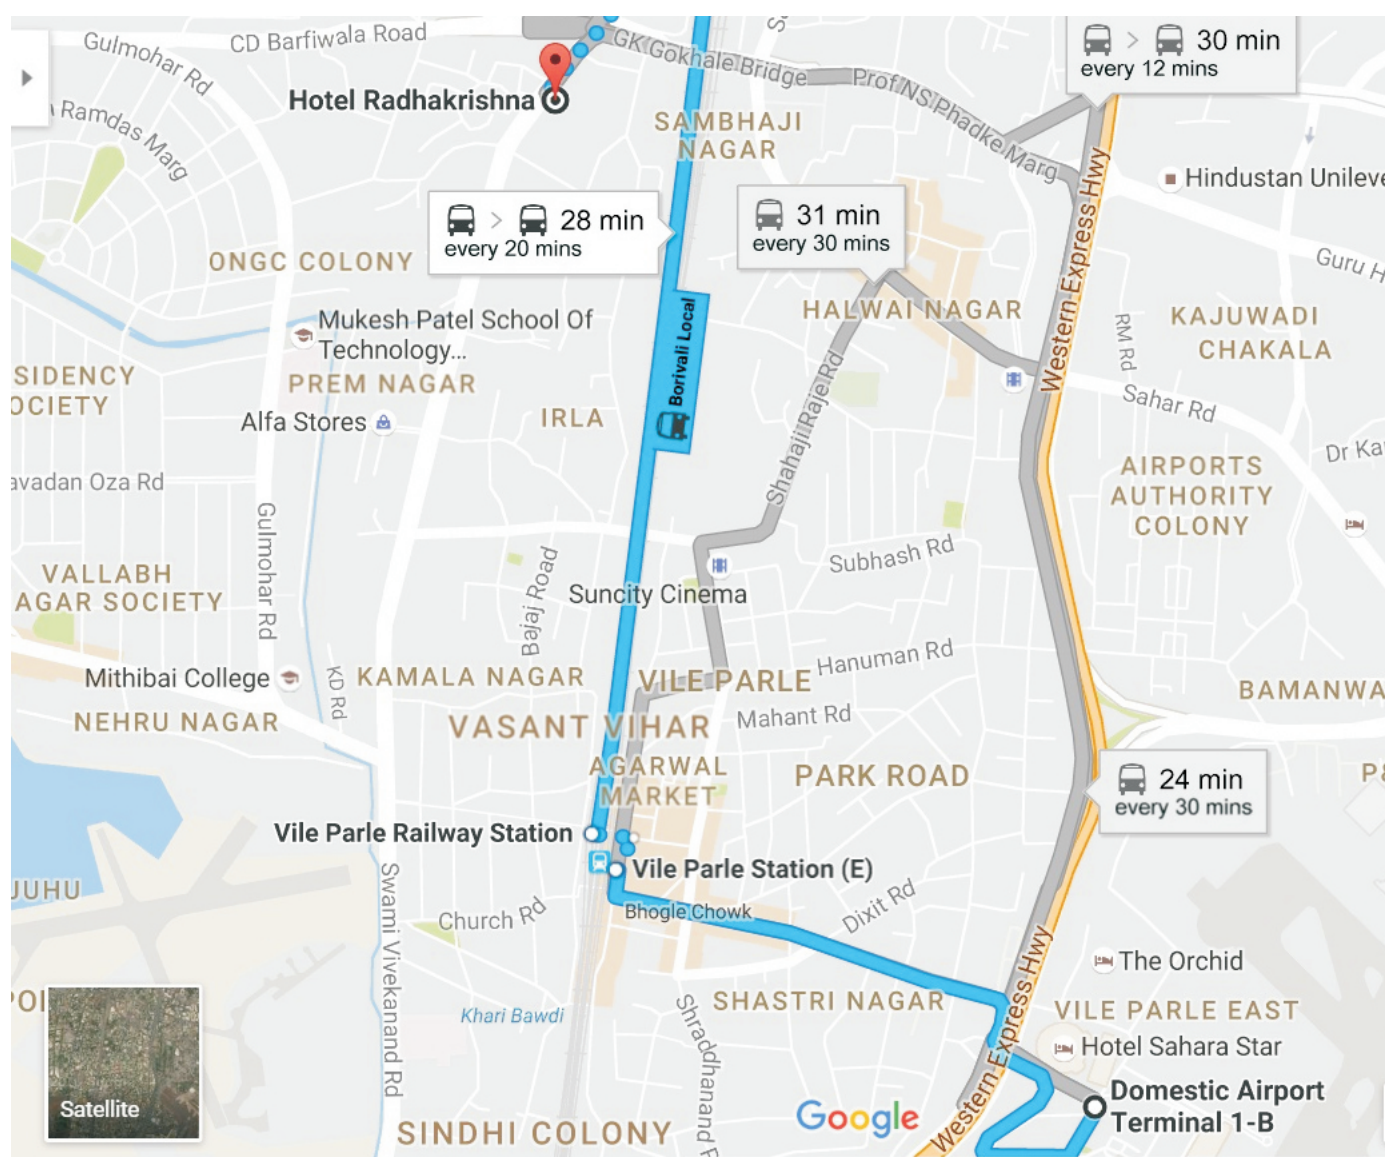 CD Barfiwala Road
Gulmohar Rd
GK Gokhale Bridge
Prof NS Phadke Marg
30 min
every 12 mins
Hotel Radhakrishna
Ramdas Marg
SAMBHAJI
NAGAR
Hindustan Unileve
28 min
every 20 mins
31 min
every 30 mins
Western Express Hwy
ONGC COLONY
Guru H
Mukesh Patel School Of
Technology...
Borivali Local
HALWAI NAGAR
RM Rd
KAJUWADI
CHAKALA
SIDENCY
OCIETY
PREM NAGAR
Alfa Stores
IRLA
Shahaji Raje Rd
Sahar Rd
Dr Ka
avadan Oza Rd
AIRPORTS
AUTHORITY
COLONY
Gulmohar Rd
Bajaj Road
Subhash Rd
VALLABH
AGAR SOCIETY
Suncity Cinema
Mithibai College
KD Rd
KAMALA NAGAR
VILE PARLE
Hanuman Rd
BAMANWA
NEHRU NAGAR
VASANT VIHAR
Mahant Rd
AGARWAL
MARKET
PARK ROAD
24 min
every 30 mins
Vile Parle Railway Station
Vile Parle Station (E)
JUHU
Swami Vivekanand Rd
Church Rd
Bhogle Chowk
Dixit Rd
Western Express Hwy
The Orchid
Khari Bawdi
SHASTRI NAGAR
VILE PARLE EAST
Shraddhanand R
Hotel Sahara Star
Satellite
Google
Domestic Airport
Terminal 1-B
SINDHI COLONY